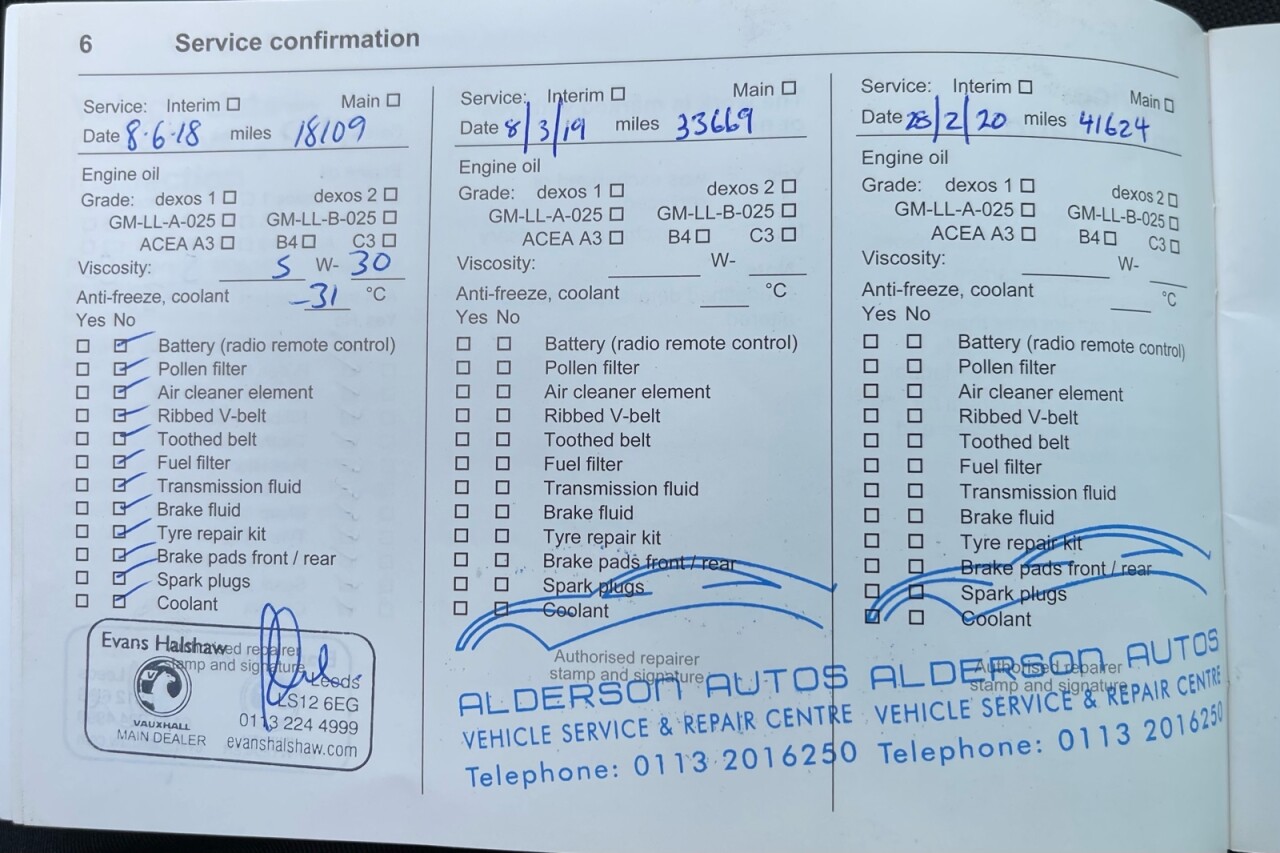 6 Service confirmation
Service: Interim Main
Date 8·6·18 miles 18109
Engine oil
Grade: dexos 1 dexos 2
GM-LL-A-025 GM-LL-B-025
ACEA A3 B4 C3
Viscosity: 5 W- 30
Anti-freeze, coolant -31 °C
Yes No
Battery (radio remote control)
Pollen filter
Air cleaner element
Ribbed V-belt
Toothed belt
Fuel filter
Transmission fluid
Brake fluid
Tyre repair kit
Brake pads front / rear
Spark plugs
Coolant
Evans Halshaw
stamp and signature
Leeds
LS12 6EG
0113 224 4999
VAUXHALL
MAIN DEALER
evanshalshaw.com
Service: Interim Main
Date 8/3/19 miles 33669
Engine oil
Grade: dexos 1 dexos 2
GM-LL-A-025 GM-LL-B-025
ACEA A3 B4 C3
Viscosity: W-
Anti-freeze, coolant °C
Yes No
Battery (radio remote control)
Pollen filter
Air cleaner element
Ribbed V-belt
Toothed belt
Fuel filter
Transmission fluid
Brake fluid
Tyre repair kit
Brake pads front / rear
Spark plugs
Coolant
Authorised repairer
stamp and signature
ALDERSON AUTOS
VEHICLE SERVICE & REPAIR CENTRE
Telephone: 0113 2016250
Service: Interim Main
Date 28/2/20 miles 41624
Engine oil
Grade: dexos 1 dexos 2
GM-LL-A-025 GM-LL-B-025
ACEA A3 B4 C3
Viscosity: W-
Anti-freeze, coolant °C
Yes No
Battery (radio remote control)
Pollen filter
Air cleaner element
Ribbed V-belt
Toothed belt
Fuel filter
Transmission fluid
Brake fluid
Tyre repair kit
Brake pads front / rear
Spark plugs
Coolant
Authorised repairer
stamp and signature
ALDERSON AUTOS
VEHICLE SERVICE & REPAIR CENTRE
Telephone: 0113 2016250